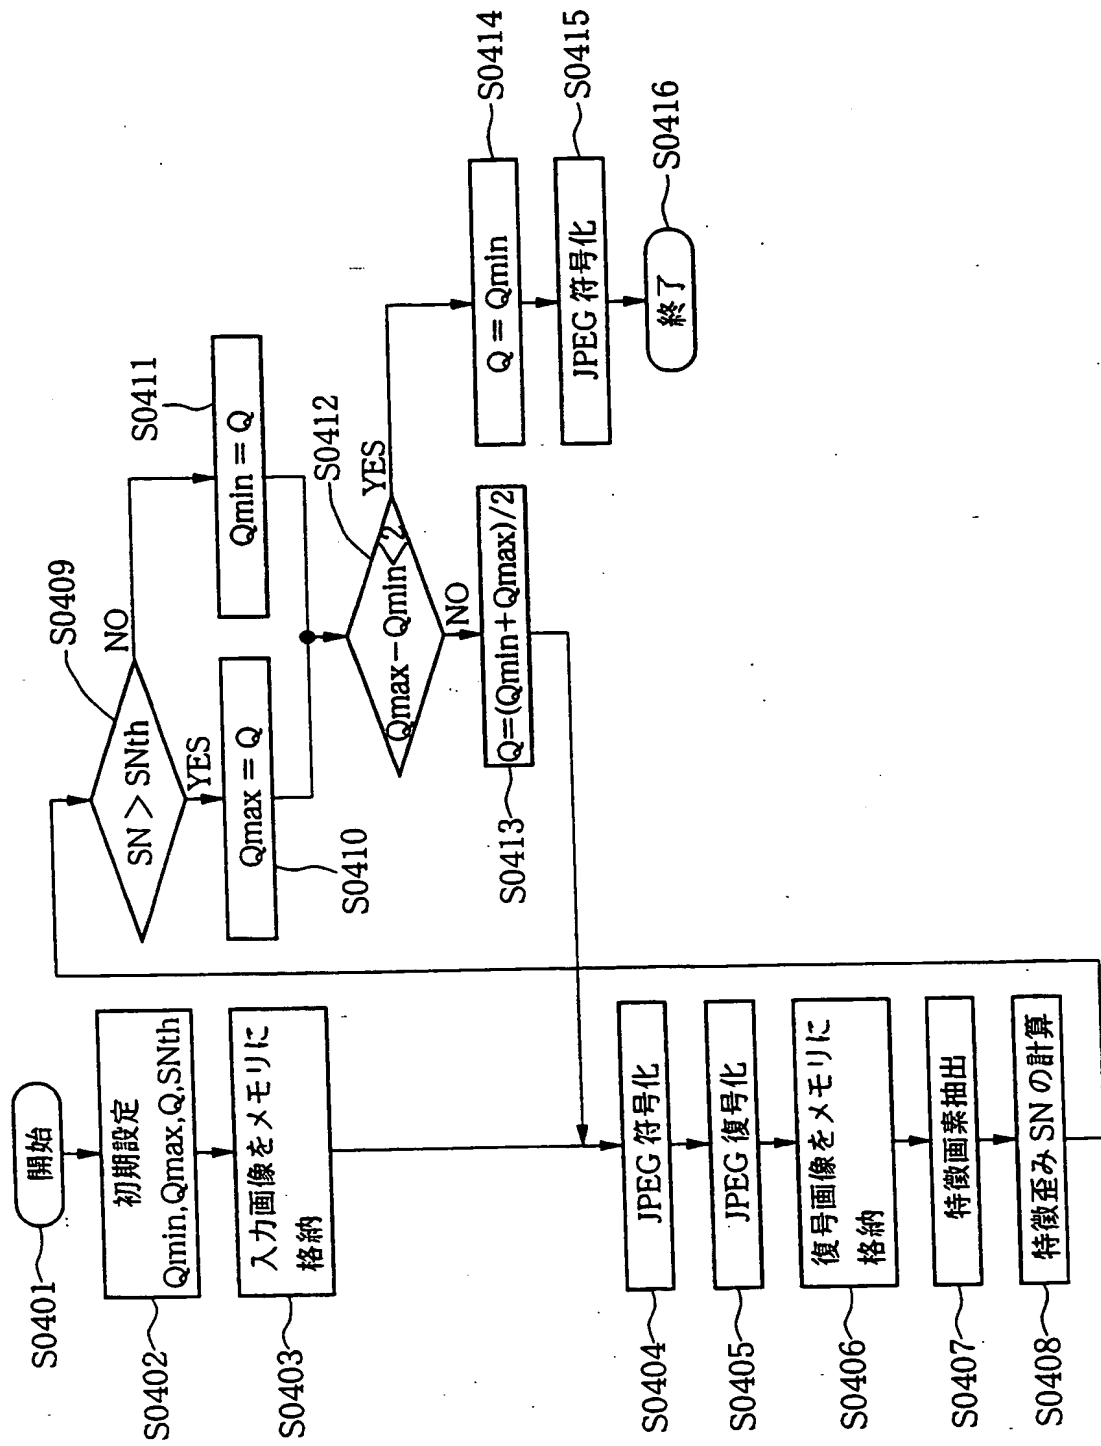 開始
S0401
初期設定
Qmin,Qmax,Q,SNth
S0402
入力画像をメモリに
格納
S0403
JPEG 符号化
S0404
JPEG 復号化
S0405
復号画像をメモリに
格納
S0406
特徴画素抽出
S0407
特徴歪み SN の計算
S0408
SN > SNth
S0409
YES
NO
Qmax = Q
S0410
Qmin = Q
S0411
Qmax−Qmin<2
S0412
YES
NO
Q=(Qmin+Qmax)/2
S0413
Q = Qmin
S0414
JPEG 符号化
S0415
終了
S0416